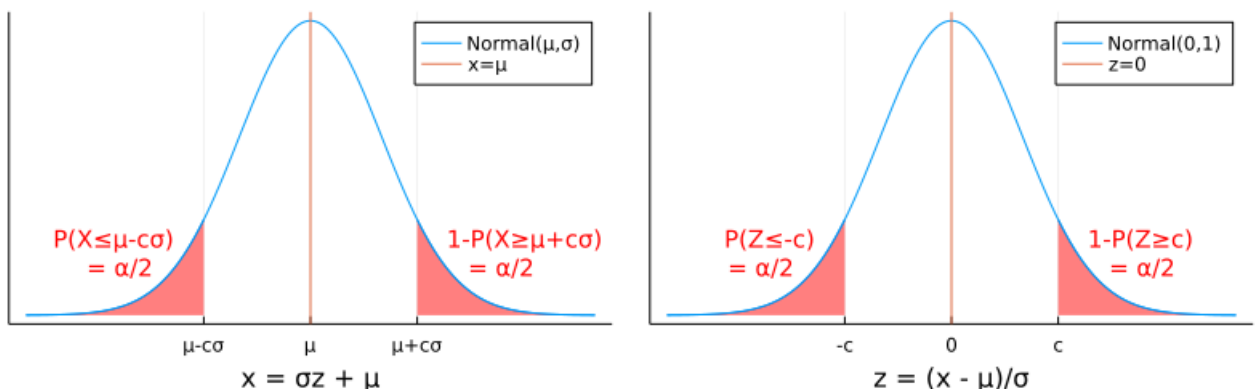 Normal(μ,σ)
x=μ
P(X≤μ-cσ)
= α/2
1-P(X≥μ+cσ)
= α/2
μ-cσ
μ
μ+cσ
x = σz + μ
Normal(0,1)
z=0
P(Z≤-c)
= α/2
1-P(Z≥c)
= α/2
-c
0
c
z = (x - μ)/σ